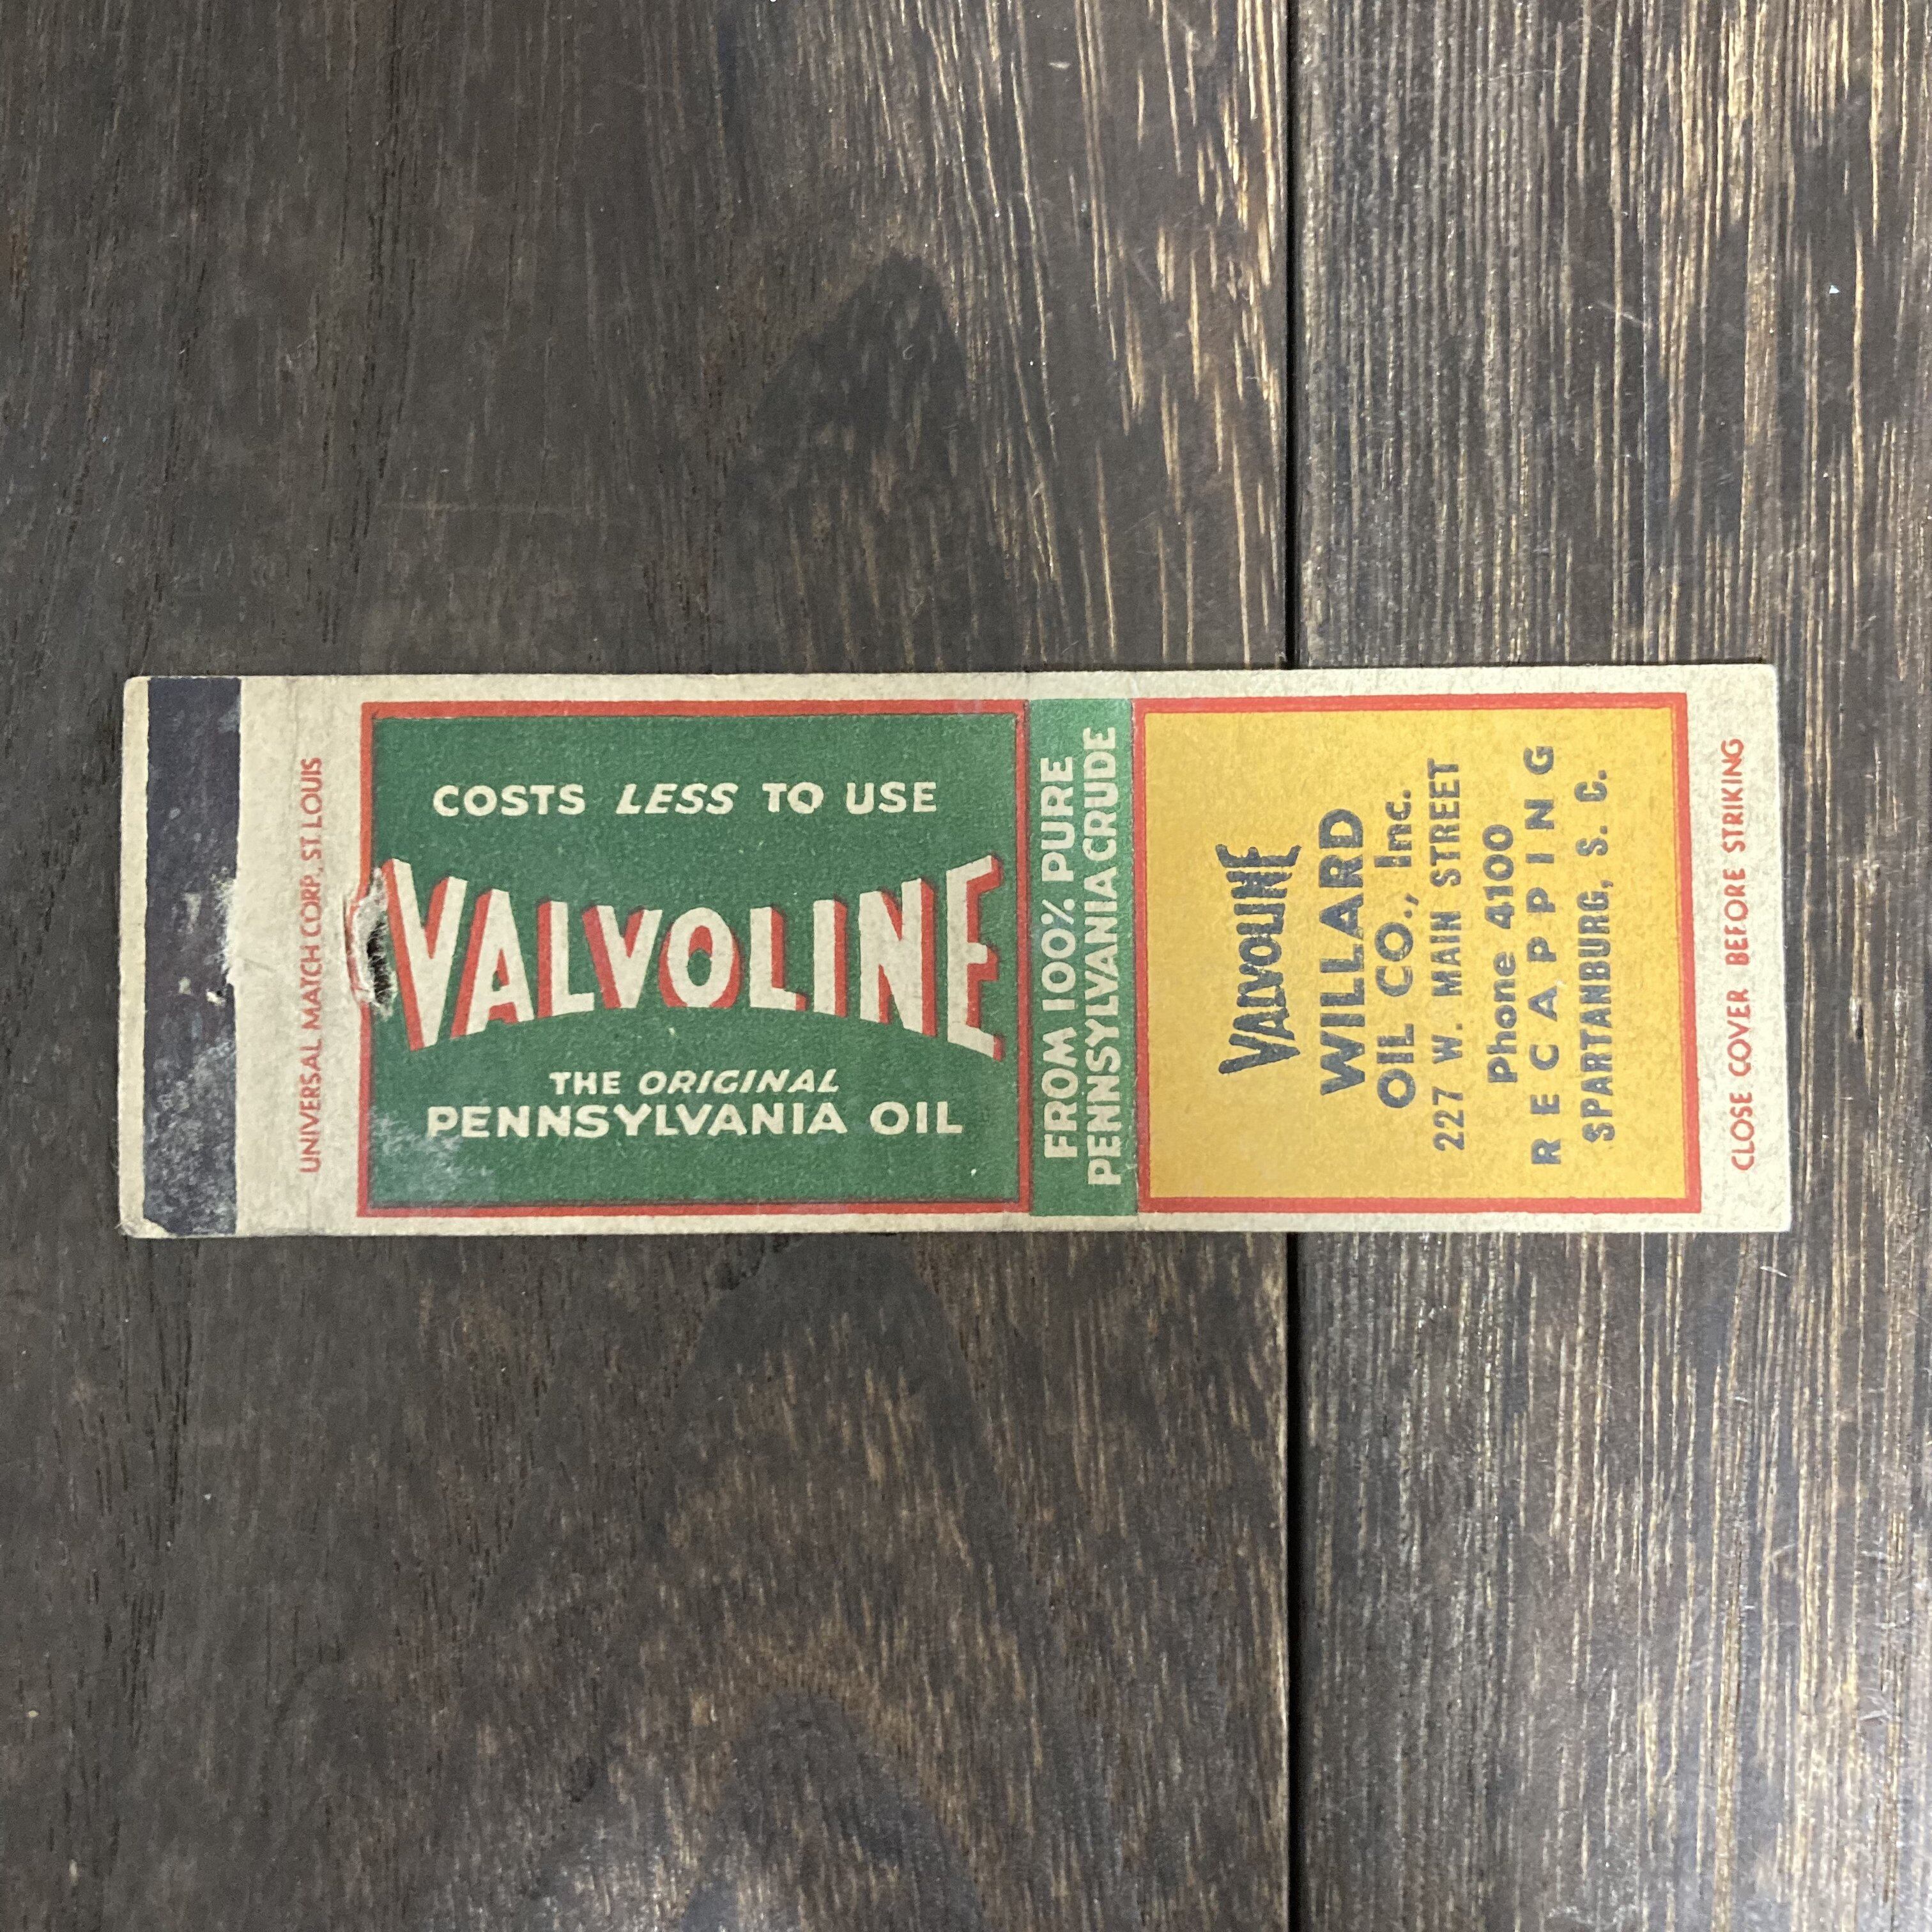 UNIVERSAL MATCH CORP., ST. LOUIS
COSTS LESS TO USE
VALVOLINE
THE ORIGINAL
PENNSYLVANIA OIL
FROM 100% PURE
PENNSYLVANIA CRUDE
VALVOLINE
WILLARD
OIL CO., Inc.
227 W. MAIN STREET
Phone 4100
RECAPPING
SPARTANBURG, S. C.
CLOSE COVER BEFORE STRIKING